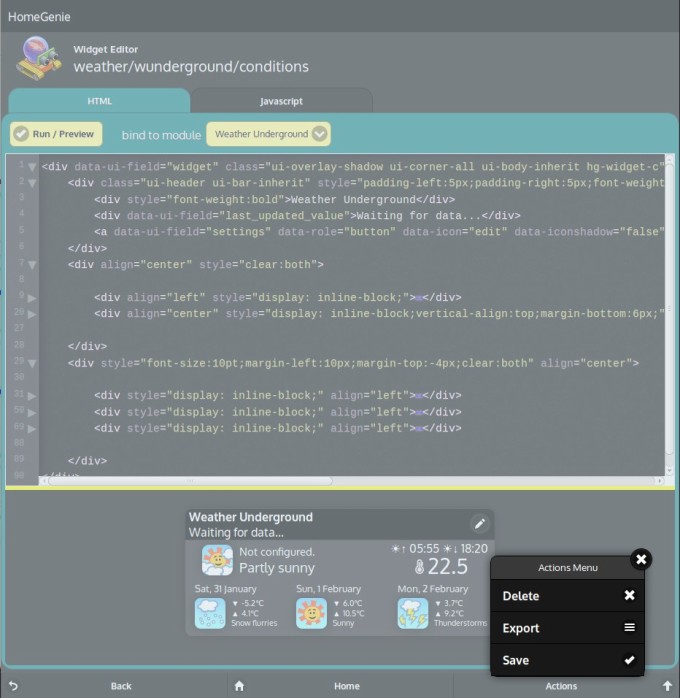 HomeGenie
Widget Editor
weather/wunderground/conditions
HTML
Javascript
Run / Preview
bind to module
Weather Underground
1 <div data-ui-field="widget" class="ui-overlay-shadow ui-corner-all ui-body-inherit hg-widget-c"
2 <div class="ui-header ui-bar-inherit" style="padding-left:5px;padding-right:5px;font-weight
3 <div style="font-weight:bold">Weather Underground</div>
4 <div data-ui-field="last_updated_value">Waiting for data...</div>
5 <a data-ui-field="settings" data-role="button" data-icon="edit" data-iconshadow="false"
6 </div>
7 <div align="center" style="clear:both">
8
9 <div align="left" style="display: inline-block;"></div>
20 <div align="center" style="display: inline-block;vertical-align:top;margin-bottom:6px;"
27
28 </div>
29 <div style="font-size:10pt;margin-left:10px;margin-top:-4px;clear:both" align="center">
31 <div style="display: inline-block;" align="left"></div>
50 <div style="display: inline-block;" align="left"></div>
69 <div style="display: inline-block;" align="left"></div>
88
89 </div>
90 </div>
Weather Underground
Waiting for data...
Not configured.
Partly sunny
05:55 18:20
22.5
Sat, 31 January
-5.2°C
4.1°C
Snow flurries
Sun, 1 February
6.0°C
10.5°C
Sunny
Mon, 2 February
3.7°C
9.2°C
Thunderstorms
Actions Menu
Delete
Export
Save
Back
Home
Actions